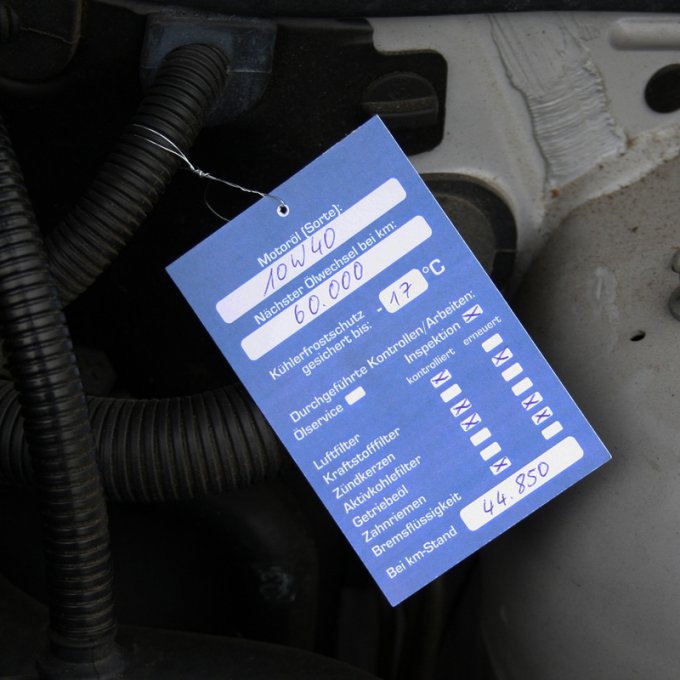 Motoröl (Sorte):
10W40
Nächster Ölwechsel bei km:
60.000
Kühlerfrostschutz
gesichert bis: -17 °C
Durchgeführte Kontrollen/Arbeiten:
Ölservice Inspektion X
kontrolliert erneuert
Luftfilter X
Kraftstofffilter X
Zündkerzen X
Aktivkohlefilter X
Getriebeöl
Zahnriemen X
Bremsflüssigkeit X X
Bei km-Stand 44.850